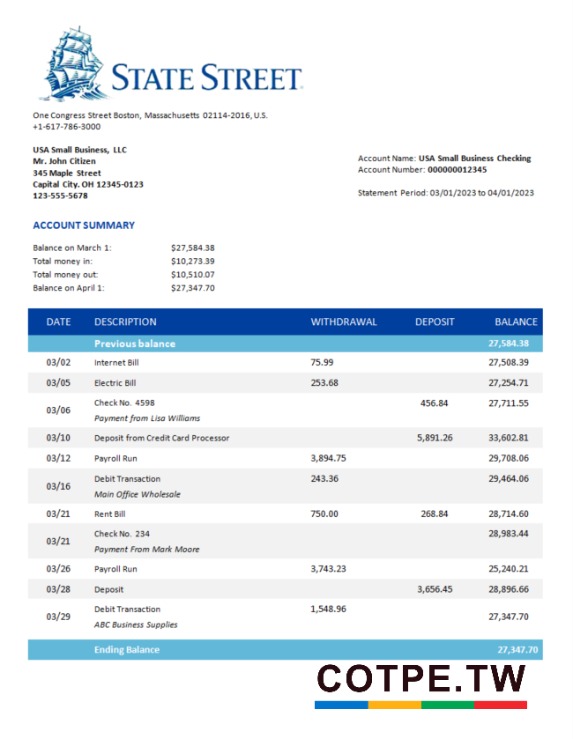 STATE STREET
One Congress Street Boston, Massachusetts 02114-2016, U.S.
+1-617-786-3000
USA Small Business, LLC
Mr. John Citizen
345 Maple Street
Capital City. OH 12345-0123
123-555-5678
Account Name: USA Small Business Checking
Account Number: 000000012345
Statement Period: 03/01/2023 to 04/01/2023
ACCOUNT SUMMARY
Balance on March 1: $27,584.38
Total money in: $10,273.39
Total money out: $10,510.07
Balance on April 1: $27,347.70
DATE DESCRIPTION WITHDRAWAL DEPOSIT BALANCE
Previous balance 27,584.38
03/02 Internet Bill 75.99 27,508.39
03/05 Electric Bill 253.68 27,254.71
03/06 Check No. 4598 456.84 27,711.55
Payment from Lisa Williams
03/10 Deposit from Credit Card Processor 5,891.26 33,602.81
03/12 Payroll Run 3,894.75 29,708.06
03/16 Debit Transaction 243.36 29,464.06
Main Office Wholesale
03/21 Rent Bill 750.00 268.84 28,714.60
03/21 Check No. 234 28,983.44
Payment From Mark Moore
03/26 Payroll Run 3,743.23 25,240.21
03/28 Deposit 3,656.45 28,896.66
03/29 Debit Transaction 1,548.96 27,347.70
ABC Business Supplies
Ending Balance 27,347.70
COTPE.TW